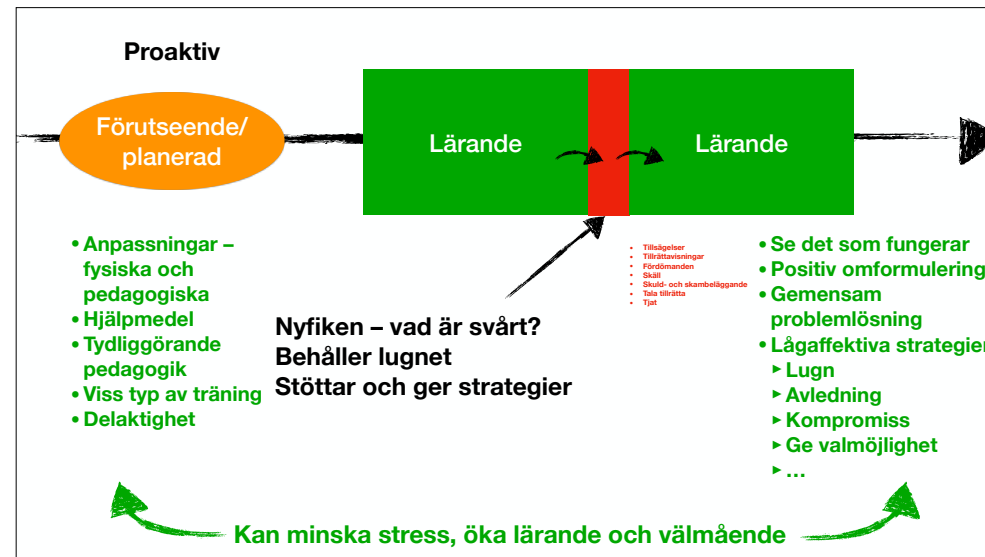 Proaktiv
Förutseende/
planerad
Lärande
Lärande
• Anpassningar –
fysiska och
pedagogiska
• Hjälpmedel
• Tydliggörande
pedagogik
• Viss typ av träning
• Delaktighet
Nyfiken – vad är svårt?
Behåller lugnet
Stöttar och ger strategier
• Tillsägelser
• Tillrättavisningar
• Fördömanden
• Skäll
• Skuld- och skambeläggande
• Tala tillrätta
• Tjat
• Se det som fungerar
• Positiv omformulering
• Gemensam
problemlösning
• Lågaffektiva strategier
‣ Lugn
‣ Avledning
‣ Kompromiss
‣ Ge valmöjlighet
‣ …
Kan minska stress, öka lärande och välmående